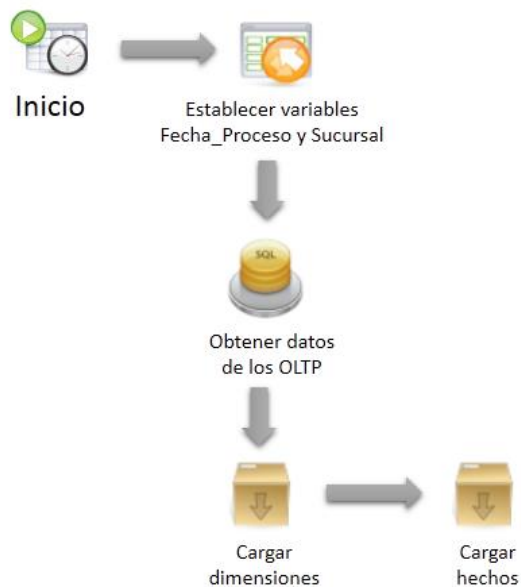 Inicio
Establecer variables
Fecha_Proceso y Sucursal
SQL
Obtener datos
de los OLTP
Cargar
dimensiones
Cargar
hechos